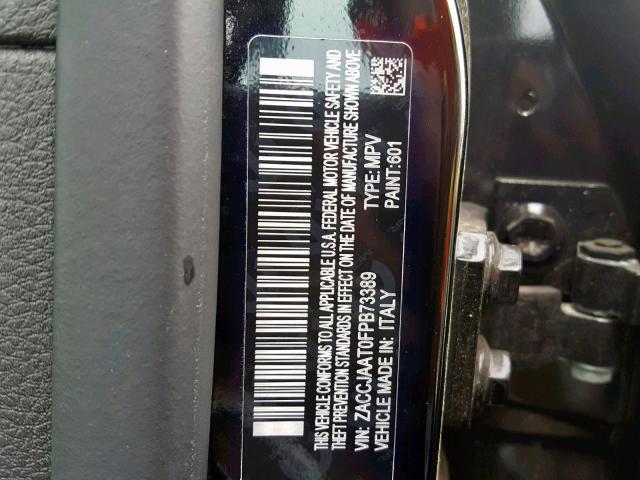 THIS VEHICLE CONFORMS TO ALL APPLICABLE U.S.A. FEDERAL MOTOR VEHICLE SAFETY AND
THEFT PREVENTION STANDARDS IN EFFECT ON THE DATE OF MANUFACTURE SHOWN ABOVE
VIN: ZACCJAAT0FPB73389 TYPE: MPV
VEHICLE MADE IN: ITALY PAINT:601